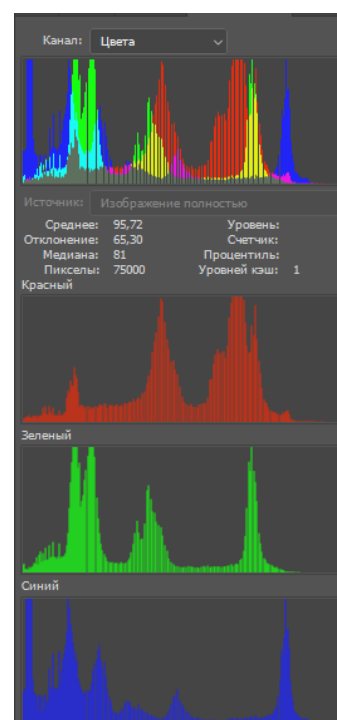 Канал: Цвета
Источник: Изображение полностью
Среднее: 95,72 Уровень:
Отклонение: 65,30 Счетчик:
Медиана: 81 Процентиль:
Пикселы: 75000 Уровней кэш: 1
Красный
Зеленый
Синий